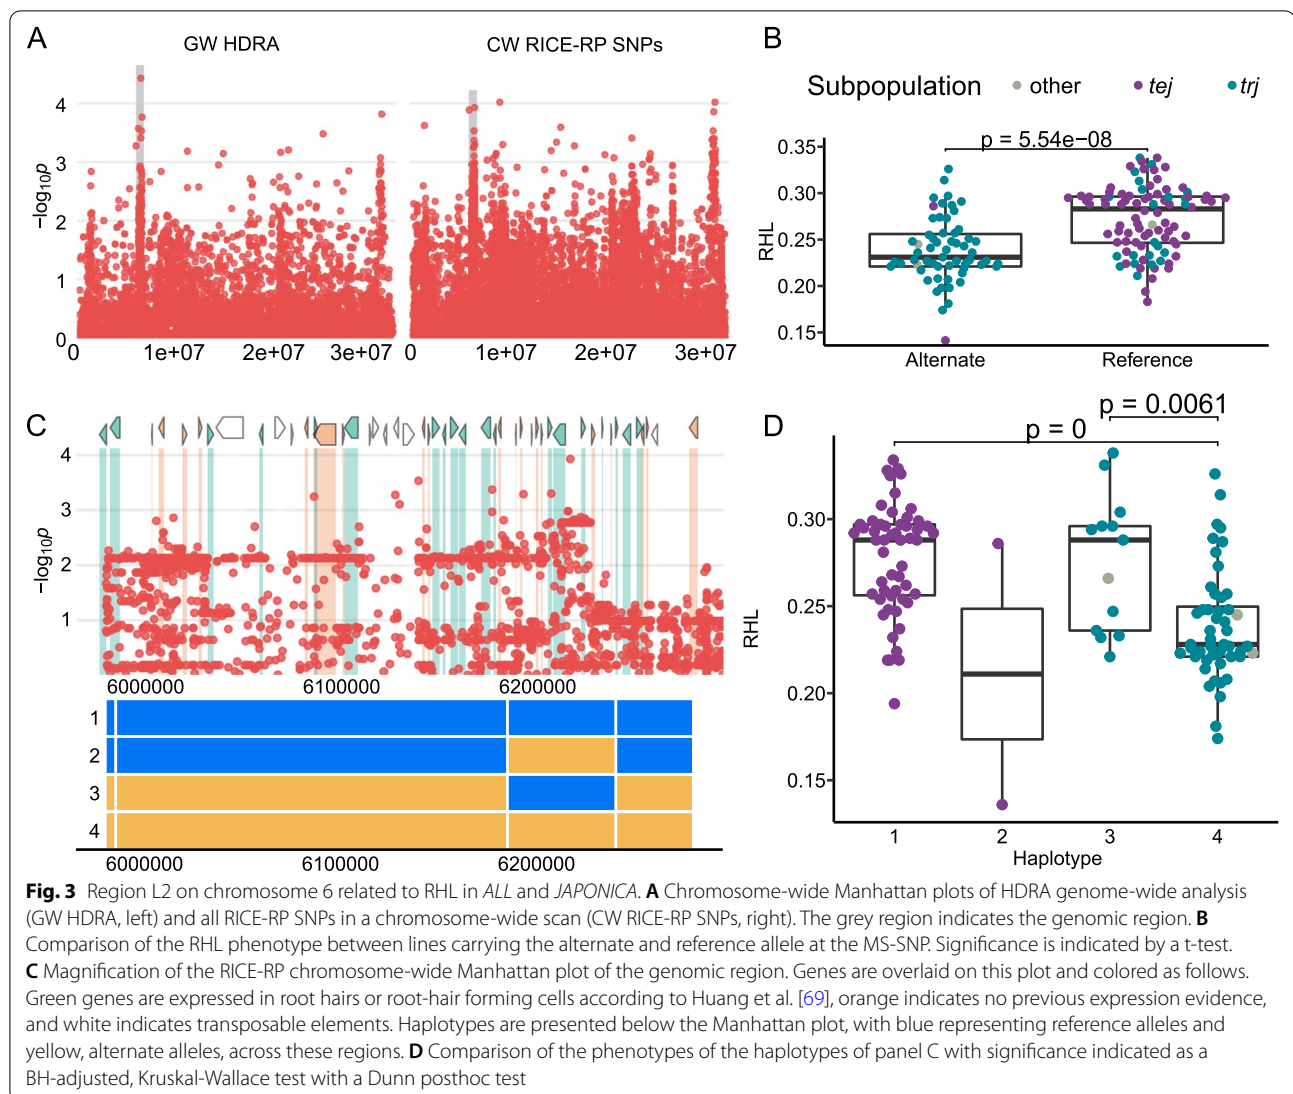 A
GW HDRA
CW RICE-RP SNPs
−log10p
4
3
2
1
0
0
1e+07
2e+07
3e+07
0
1e+07
2e+07
3e+07
B
Subpopulation other tej trj
p = 5.54e−08
RHL
0.35
0.30
0.25
0.20
0.15
Alternate
Reference
C
−log10p
4
3
2
1
6000000
6100000
6200000
1
2
3
4
6000000
6100000
6200000
D
p = 0.0061
p = 0
RHL
0.30
0.25
0.20
0.15
1
2
3
4
Haplotype
Fig. 3 Region L2 on chromosome 6 related to RHL in ALL and JAPONICA. A Chromosome-wide Manhattan plots of HDRA genome-wide analysis
(GW HDRA, left) and all RICE-RP SNPs in a chromosome-wide scan (CW RICE-RP SNPs, right). The grey region indicates the genomic region. B
Comparison of the RHL phenotype between lines carrying the alternate and reference allele at the MS-SNP. Significance is indicated by a t-test.
C Magnification of the RICE-RP chromosome-wide Manhattan plot of the genomic region. Genes are overlaid on this plot and colored as follows.
Green genes are expressed in root hairs or root-hair forming cells according to Huang et al. [69], orange indicates no previous expression evidence,
and white indicates transposable elements. Haplotypes are presented below the Manhattan plot, with blue representing reference alleles and
yellow, alternate alleles, across these regions. D Comparison of the phenotypes of the haplotypes of panel C with significance indicated as a
BH-adjusted, Kruskal-Wallace test with a Dunn posthoc test